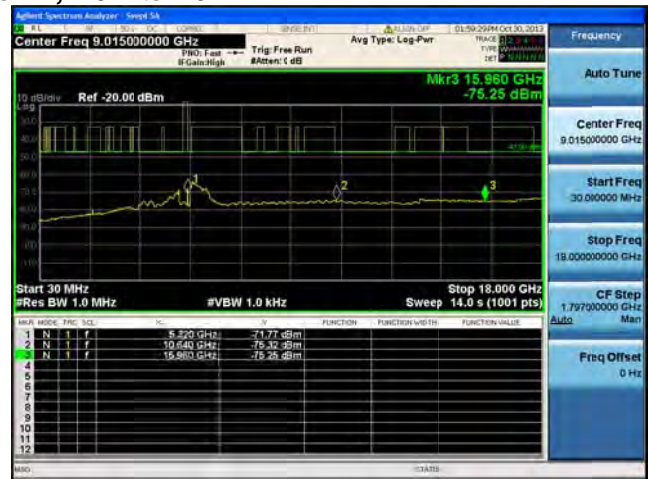 Agilent Spectrum Analyzer - Swept SA
Center Freq 9.015000000 GHz
PNO: Fast
IFGain:High
Trig: Free Run
#Atten: 0 dB
Avg Type: Log-Pwr
01:59:29PM Oct 30, 2013
TRACE
TYPE
DET
Frequency
Mkr3 15.960 GHz
-75.25 dBm
10 dB/div Ref -20.00 dBm
Log
Auto Tune
Center Freq
9.015000000 GHz
Start Freq
30.000000 MHz
Stop Freq
18.000000000 GHz
CF Step
1.797000000 GHz
Auto Man
Freq Offset
0 Hz
1
2
3
Start 30 MHz
Stop 18.000 GHz
#Res BW 1.0 MHz
#VBW 1.0 kHz
Sweep 14.0 s (1001 pts)
MKR MODE TRC SCL X Y FUNCTION FUNCTION WIDTH FUNCTION VALUE
1 N 1 f -71.77 dBm
2 N 1 f 10.640 GHz -75.32 dBm
3 N 1 f 15.960 GHz -75.25 dBm
4
5
6
7
8
9
10
11
12
MSG
STATUS